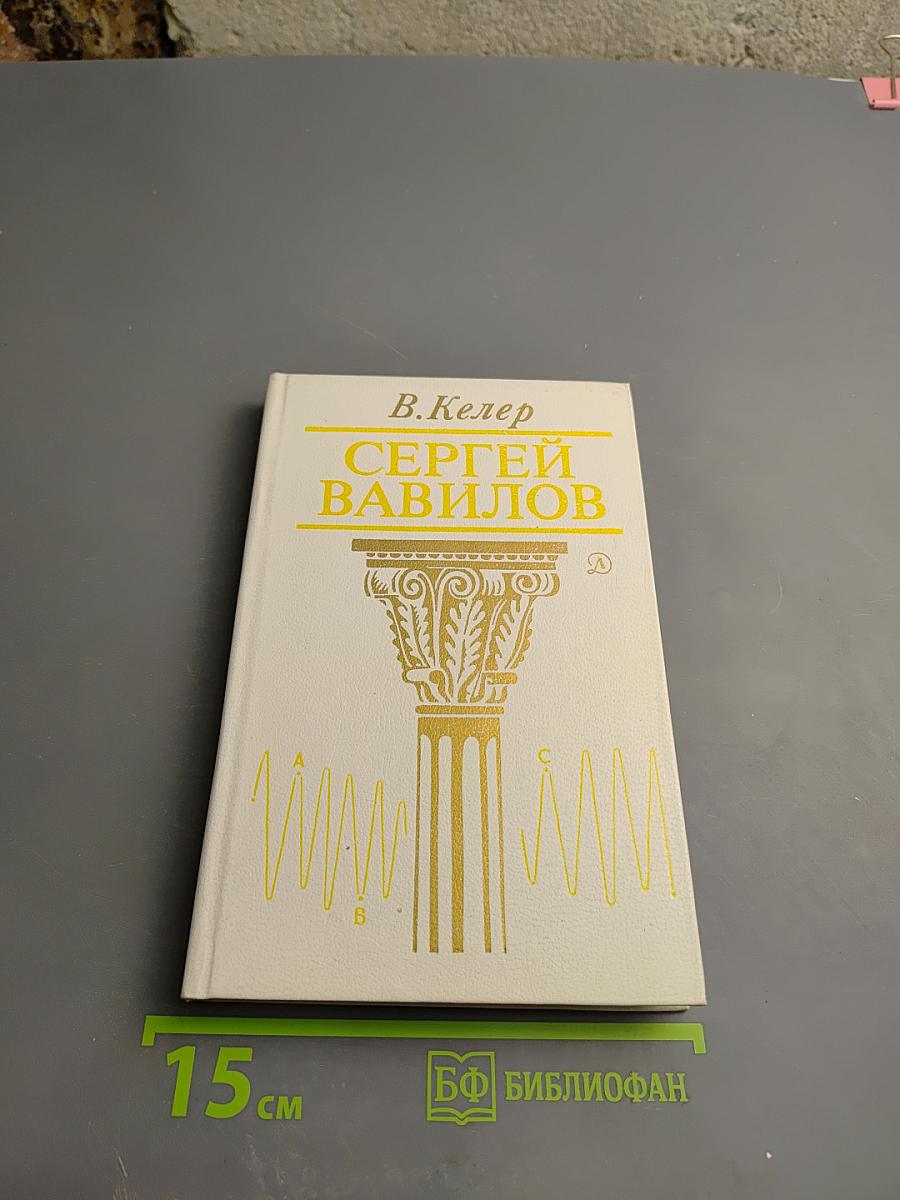 В. Келер
СЕРГЕЙ
ВАВИЛОВ
Д
A
C
B
15 см
БФ БИБЛИОФАН